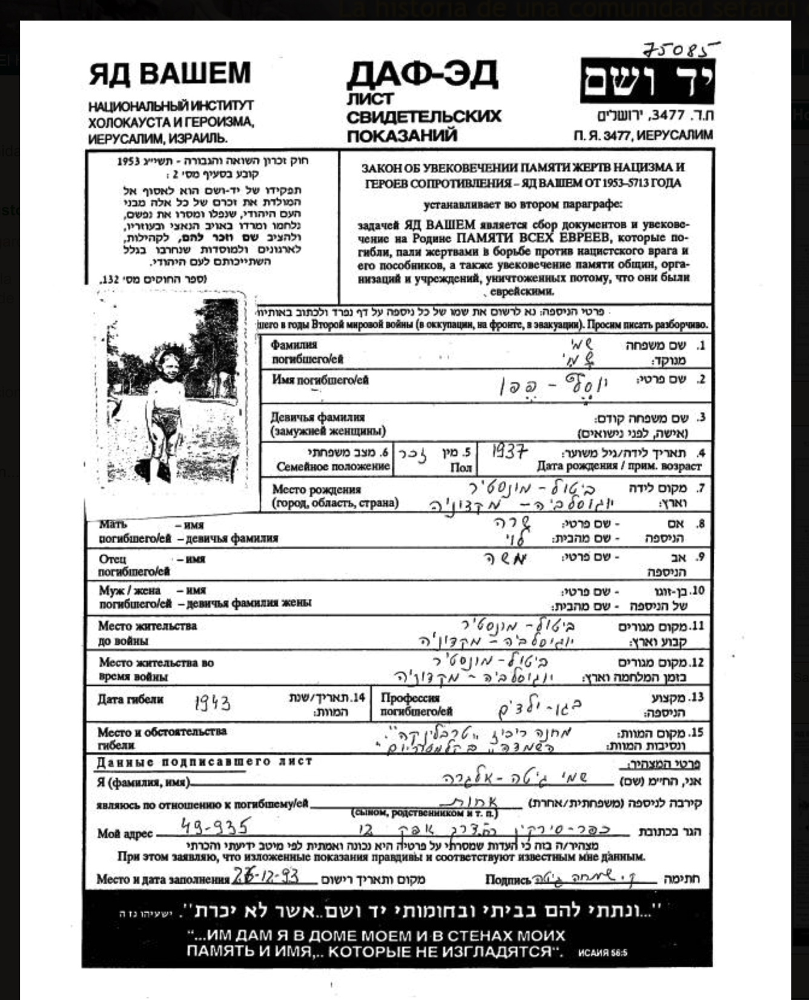 La historia de una comunidad sefardí
75085
ЯД ВАШЕМ
НАЦИОНАЛЬНЫЙ ИНСТИТУТ
ХОЛОКАУСТА И ГЕРОИЗМА,
ИЕРУСАЛИМ, ИЗРАИЛЬ.
ДАФ-ЭД
ЛИСТ
СВИДЕТЕЛЬСКИХ
ПОКАЗАНИЙ
יד ושם
ת.ד. 3477, ירושלים
П. Я. 3477, ИЕРУСАЛИМ
חוק זכרון השואה והגבורה - תשי״ג 1953
קובע בסעיף מס׳ 2 :
תפקידו של יד-ושם הוא לאסוף אל
המולדת את זכרם של כל אלה מבני
העם היהודי, שנפלו ומסרו את נפשם,
נלחמו ומרדו באויב הנאצי ובעוזריו,
ולהציב שם וזכר להם, לקהילות,
לארגונים ולמוסדות שנחרבו בגלל
השתייכותם לעם היהודי.
(ספר החוקים מס׳ 132,
ЗАКОН ОБ УВЕКОВЕЧЕНИИ ПАМЯТИ ЖЕРТВ НАЦИЗМА И
ГЕРОЕВ СОПРОТИВЛЕНИЯ – ЯД ВАШЕМ ОТ 1953–5713 ГОДА
устанавливает во втором параграфе:
задачей ЯД ВАШЕМ является сбор документов и увекове-
чение на Родине ПАМЯТИ ВСЕХ ЕВРЕЕВ, которые по-
гибли, пали жертвами в борьбе против нацистского врага и
его пособников, а также увековечение памяти общин, орга-
низаций и учреждений, уничтоженных потому, что они были
еврейскими.
פרטי הניספה: נא לרשום את שמו של כל ניספה על דף נפרד ולכתוב באותיות
шего в годы Второй мировой войны (в оккупации, на фронте, в эвакуации). Просим писать разборчиво.
1. שם משפחה שמי Фамилия
מנוקד: שמי погибшего/ей
2. שם פרטי: יוסף - פפו Имя погибшего/ей
3. שם משפחה קודם: Девичья фамилия
(אישה, לפני נישואים) (замужней женщины)
4. תאריך לידה/גיל משוער: 1937 5. מין זכר 6. מצב משפחתי
Дата рождения / прим. возраст Пол Семейное положение
7. מקום לידה ביטול - מונסטיר Место рождения
וארץ: יוגוסלביה - מקדוניה (город, область, страна)
8. אם - שם פרטי: שרה Мать – имя
הניספה - שם מהבית: לוי погибшего/ей – девичья фамилия
9. אב - שם פרטי: משה Отец – имя
הניספה погибшего/ей
10. בן-זוגו - שם פרטי: Муж / жена – имя
של הניספה - שם מהבית: погибшего/ей – девичья фамилия жены
11. מקום מגורים ביטול - מונסטיר Место жительства
קבוע וארץ: יוגוסלביה - מקדוניה до войны
12. מקום מגורים ביטול - מונסטיר Место жительства во
בזמן המלחמה וארץ: יוגוסלביה - מקדוניה время войны
13. מקצוע בגן - ילדים Профессия 14. תאריך/שנת 1943 Дата гибели
הניספה: погибшего/ей המוות:
15. מקום המוות: מחנה ריכוז "טרבלינקה". Место и обстоятельства
ונסיבות המוות: השמדה" בקלמטוריום" гибели
פרטי המצהיר: Данные подписавшего лист
אני, הח״מ (שם) שמי ג'יטה - אלגרה Я (фамилия, имя)
קירבה לניספה (משפחתית/אחרת) אחות являюсь по отношению к погибшему/ей
(сыном, родственником и т. п.)
הגר בכתובת כפר - סירקין דרך אפק 12 49-935 Мой адрес
מצהיר/ה בזה כי העדות שמסרתי על פרטיה היא נכונה ואמתית לפי מיטב ידיעתי והכרתי
При этом заявляю, что изложенные показания правдивы и соответствуют известным мне данным.
חתימה ג'יטה Подпись מקום ותאריך רישום 26-12-93 Место и дата заполнения
"...ונתתי להם בביתי ובחומותי יד ושם...אשר לא יכרת". ישעיהו נו ה
"...ИМ ДАМ Я В ДОМЕ МОЕМ И В СТЕНАХ МОИХ
ПАМЯТЬ И ИМЯ,.. КОТОРЫЕ НЕ ИЗГЛАДЯТСЯ". ИСАИЯ 56:5